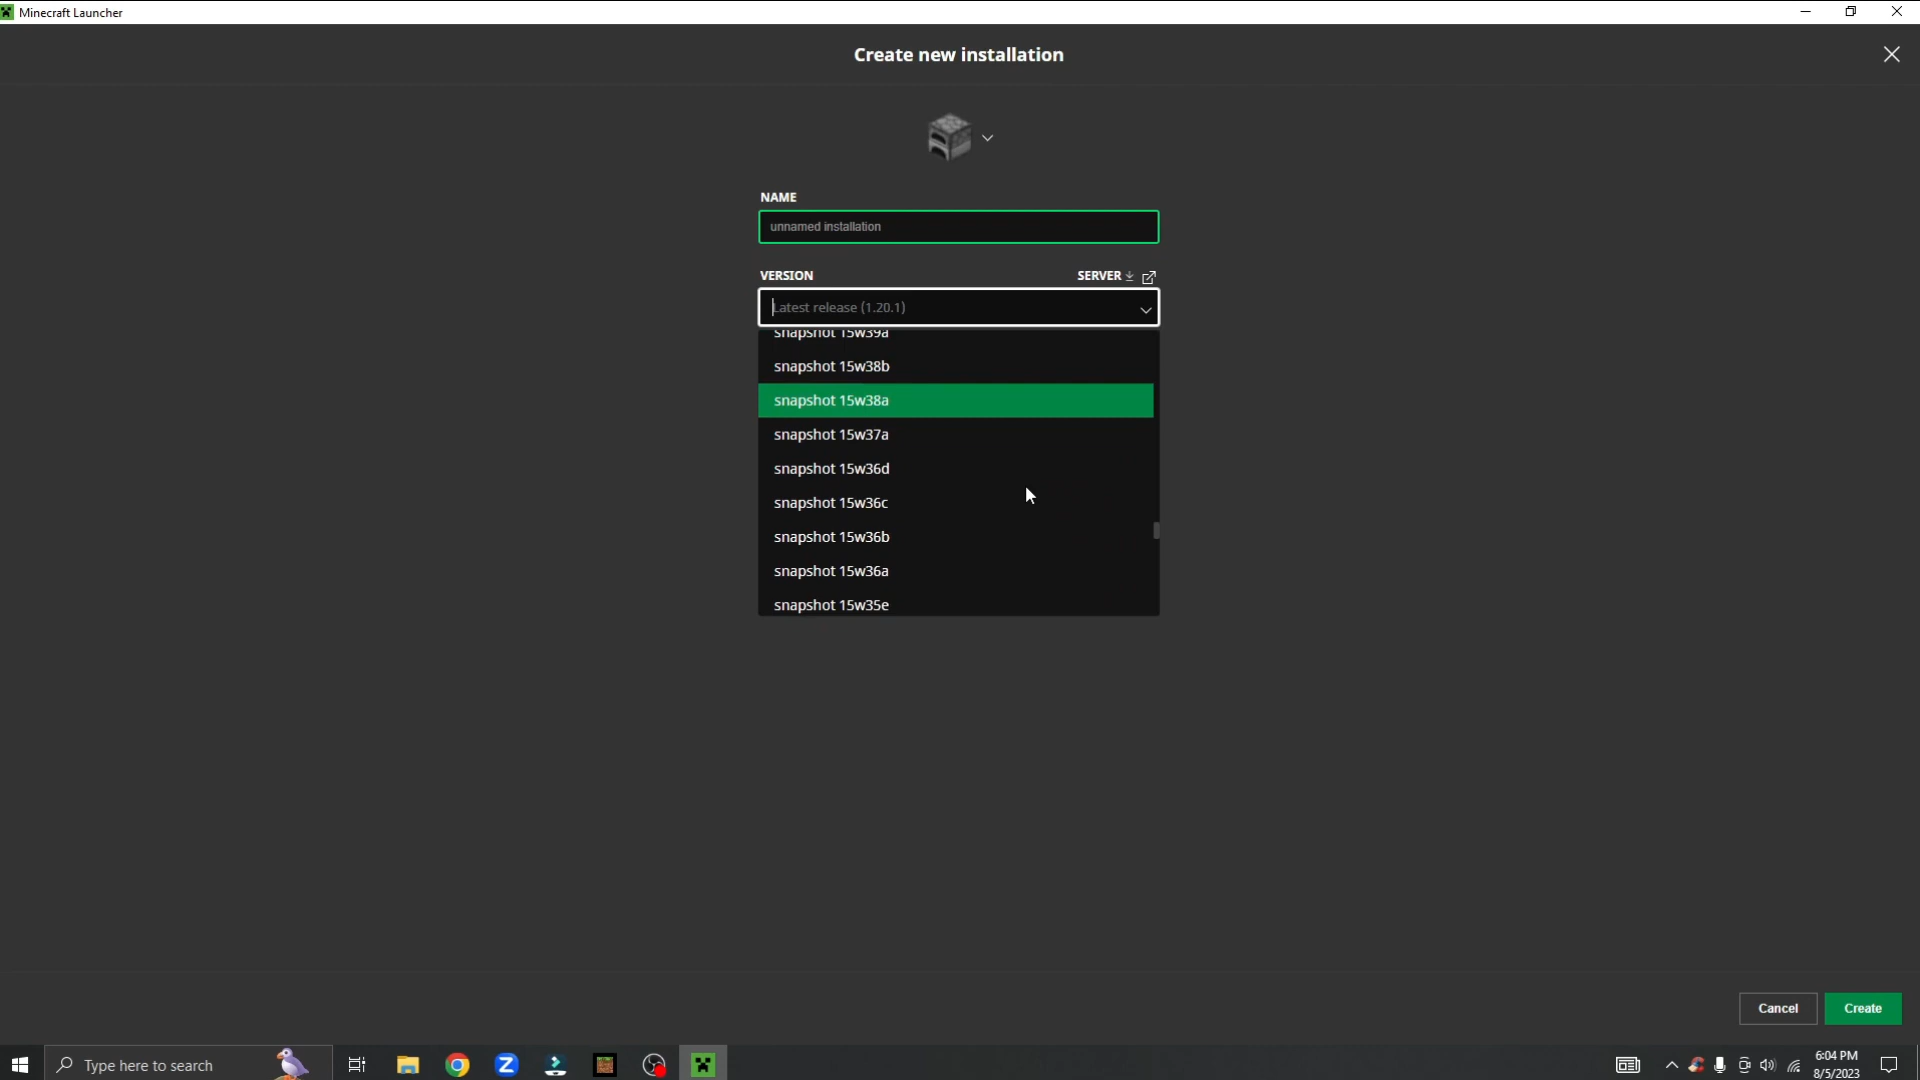 Minecraft Launcher
Create new installation
NAME
unnamed installation
VERSION
SERVER
Latest release (1.20.1)
snapshot 15w39a
snapshot 15w38b
snapshot 15w38a
snapshot 15w37a
snapshot 15w36d
snapshot 15w36c
snapshot 15w36b
snapshot 15w36a
snapshot 15w35e
Cancel
Create
Type here to search
6:04 PM
8/5/2023